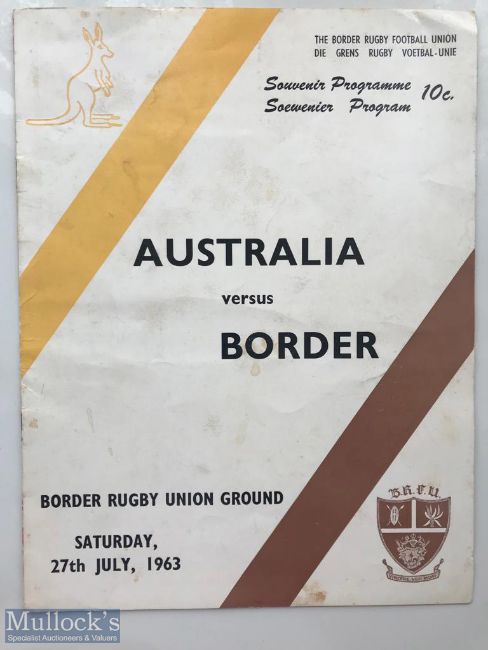 THE BORDER RUGBY FOOTBALL UNION
DIE GRENS RUGBY VOETBAL-UNIE
Souvenir Programme
Soewenier Program
10c.
AUSTRALIA
versus
BORDER
BORDER RUGBY UNION GROUND
SATURDAY,
27th JULY, 1963
B.R.F.U.
Mullock's
Specialist Auctioneers & Valuers